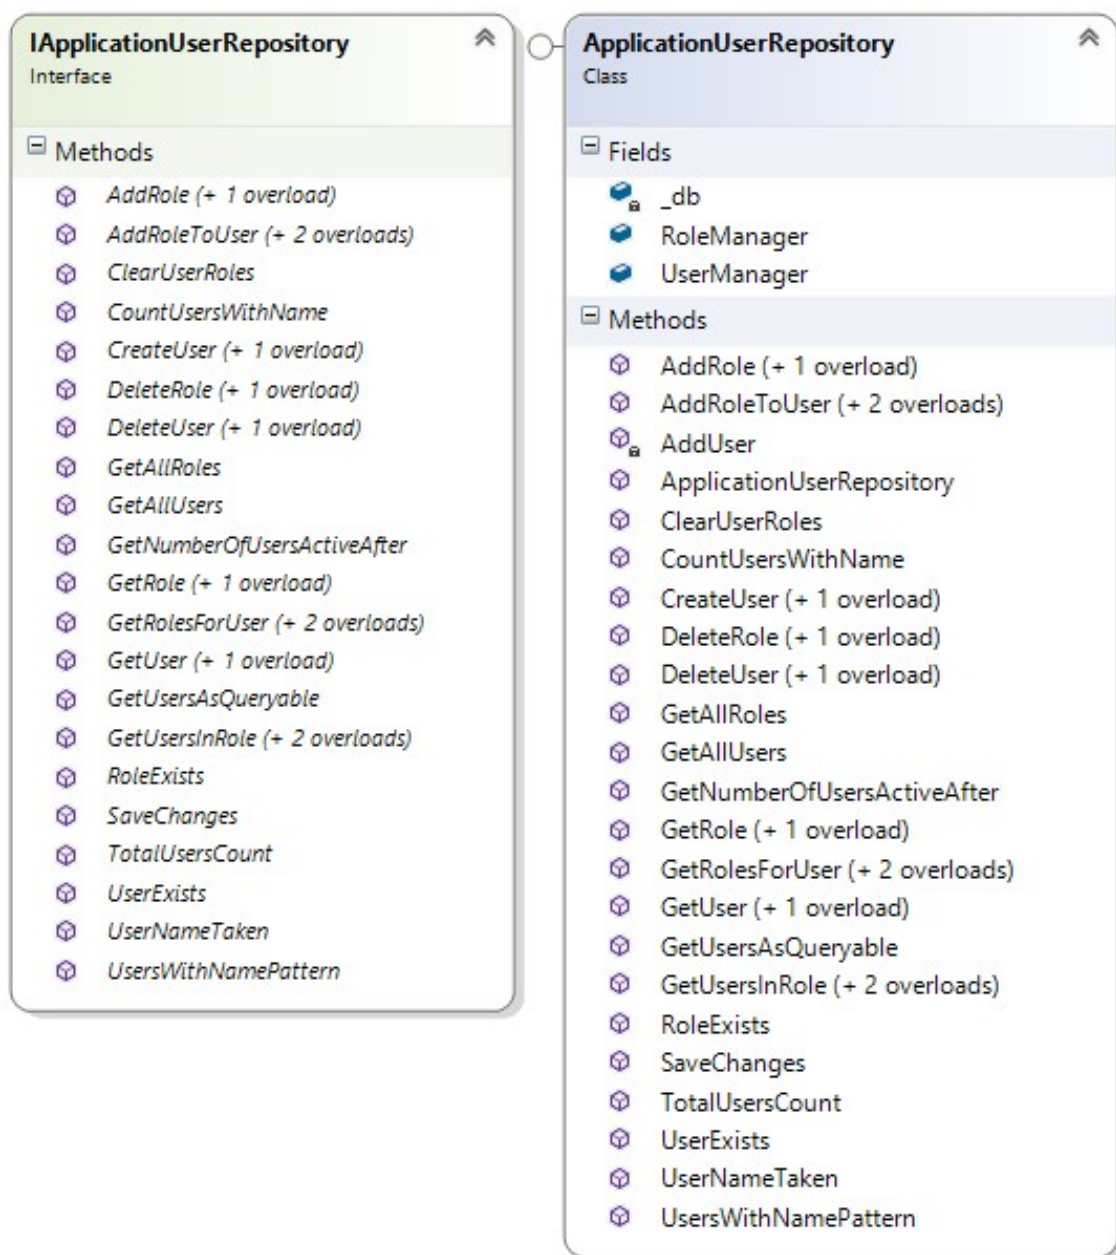 IApplicationUserRepository
Interface
Methods
AddRole (+ 1 overload)
AddRoleToUser (+ 2 overloads)
ClearUserRoles
CountUsersWithName
CreateUser (+ 1 overload)
DeleteRole (+ 1 overload)
DeleteUser (+ 1 overload)
GetAllRoles
GetAllUsers
GetNumberOfUsersActiveAfter
GetRole (+ 1 overload)
GetRolesForUser (+ 2 overloads)
GetUser (+ 1 overload)
GetUsersAsQueryable
GetUsersInRole (+ 2 overloads)
RoleExists
SaveChanges
TotalUsersCount
UserExists
UserNameTaken
UsersWithNamePattern
ApplicationUserRepository
Class
Fields
_db
RoleManager
UserManager
Methods
AddRole (+ 1 overload)
AddRoleToUser (+ 2 overloads)
AddUser
ApplicationUserRepository
ClearUserRoles
CountUsersWithName
CreateUser (+ 1 overload)
DeleteRole (+ 1 overload)
DeleteUser (+ 1 overload)
GetAllRoles
GetAllUsers
GetNumberOfUsersActiveAfter
GetRole (+ 1 overload)
GetRolesForUser (+ 2 overloads)
GetUser (+ 1 overload)
GetUsersAsQueryable
GetUsersInRole (+ 2 overloads)
RoleExists
SaveChanges
TotalUsersCount
UserExists
UserNameTaken
UsersWithNamePattern